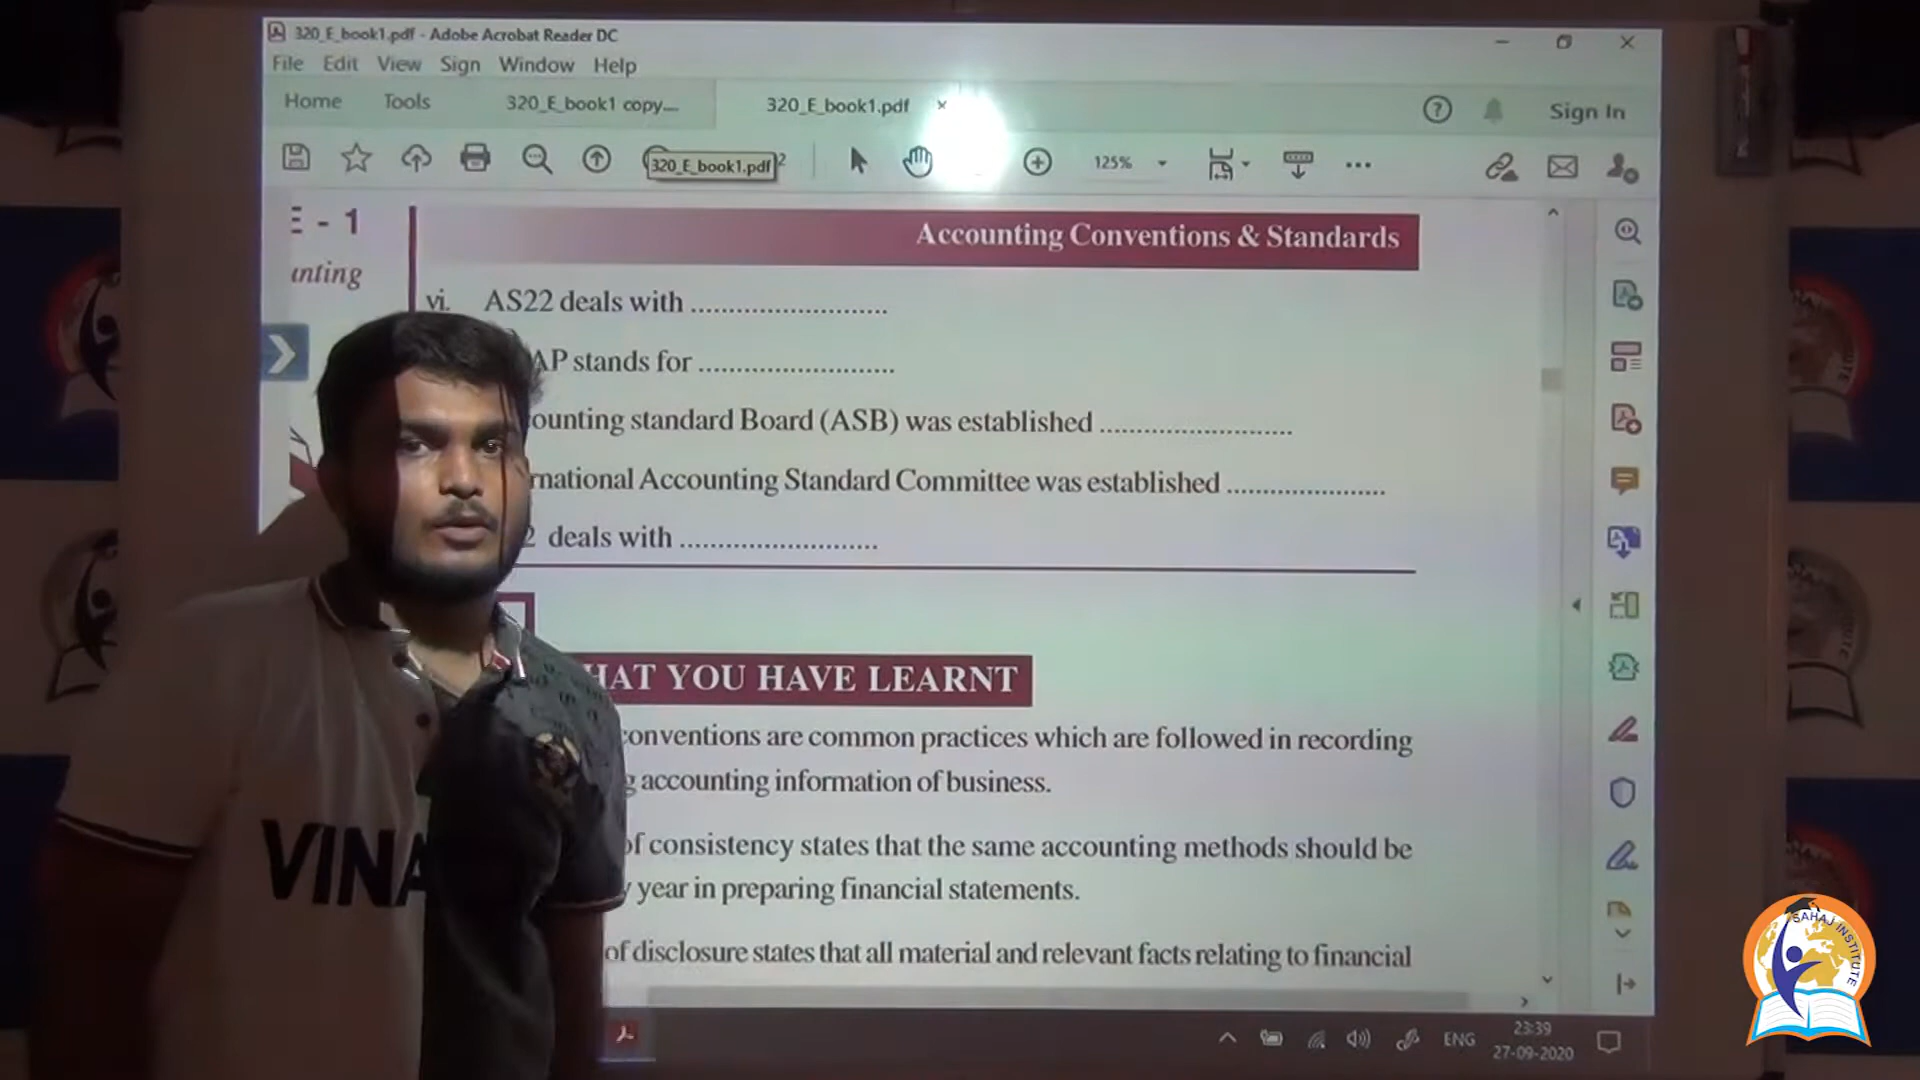 320_E_book1.pdf - Adobe Acrobat Reader DC
File Edit View Sign Window Help
Home Tools 320_E_book1 copy.... 320_E_book1.pdf × Sign In
320_E_book1.pdf 2 125%
E - 1
unting
Accounting Conventions & Standards
vi. AS22 deals with ..........................
AP stands for ..........................
ounting standard Board (ASB) was established ..........................
rnational Accounting Standard Committee was established .....................
2 deals with ..........................
HAT YOU HAVE LEARNT
conventions are common practices which are followed in recording
g accounting information of business.
of consistency states that the same accounting methods should be
y year in preparing financial statements.
of disclosure states that all material and relevant facts relating to financial
VINA
ENG
23:39
27-09-2020
SAHAJ INSTITUTE